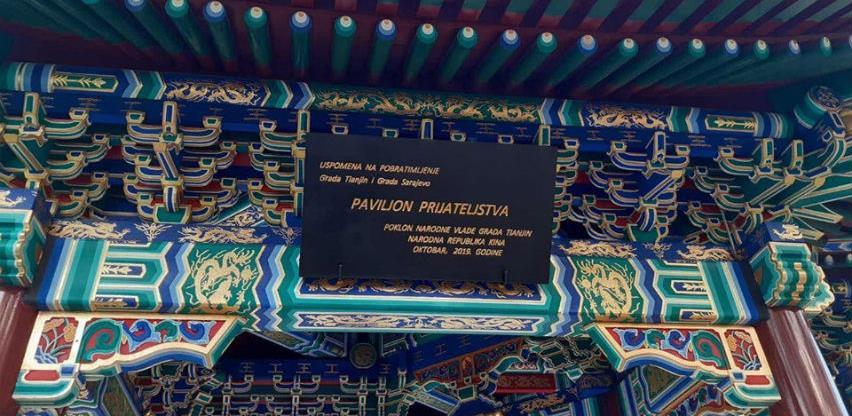 USPOMENA NA POBRATIMLJENJE
Grada Tianjin i Grada Sarajevo
PAVILJON PRIJATELJSTVA
POKLON NARODNE VLADE GRADA TIANJIN
NARODNA REPUBLIKA KINA
OKTOBAR, 2019. GODINE